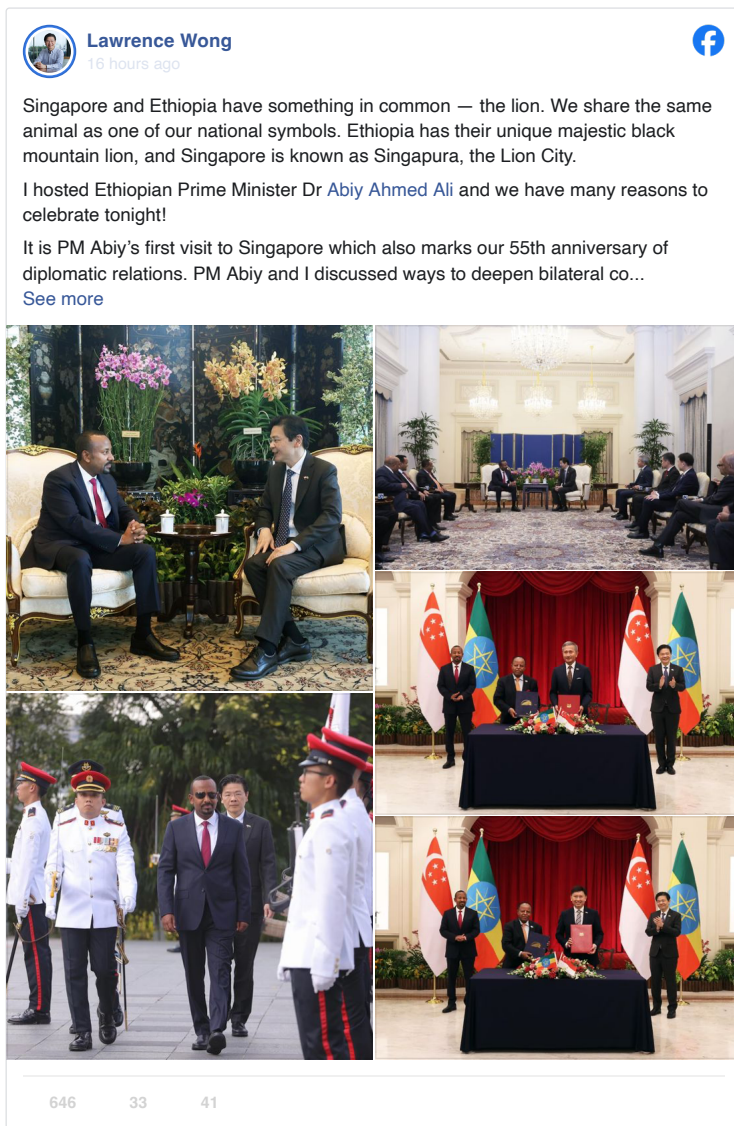 Lawrence Wong
16 hours ago
Singapore and Ethiopia have something in common — the lion. We share the same
animal as one of our national symbols. Ethiopia has their unique majestic black
mountain lion, and Singapore is known as Singapura, the Lion City.
I hosted Ethiopian Prime Minister Dr Abiy Ahmed Ali and we have many reasons to
celebrate tonight!
It is PM Abiy’s first visit to Singapore which also marks our 55th anniversary of
diplomatic relations. PM Abiy and I discussed ways to deepen bilateral co...
See more
646 33 41